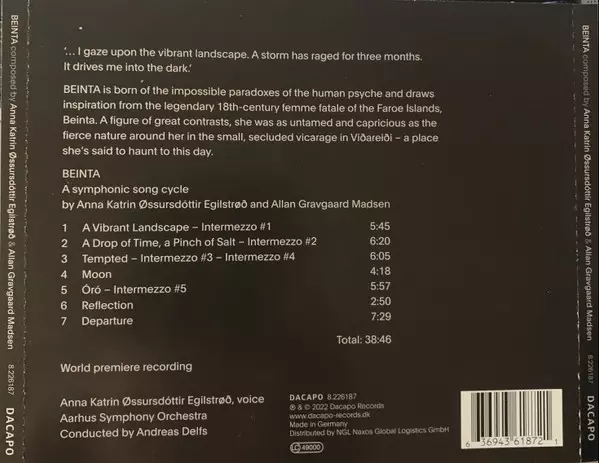 BEINTA composed by Anna Katrin Øssursdóttir Egilstrøð & Allan Gravgaard Madsen 8.226187 DACAPO
'... I gaze upon the vibrant landscape. A storm has raged for three months.
It drives me into the dark.'
BEINTA is born of the impossible paradoxes of the human psyche and draws
inspiration from the legendary 18th-century femme fatale of the Faroe Islands,
Beinta. A figure of great contrasts, she was as untamed and capricious as the
fierce nature around her in the small, secluded vicarage in Viðareiði – a place
she's said to haunt to this day.
BEINTA
A symphonic song cycle
by Anna Katrin Øssursdóttir Egilstrøð and Allan Gravgaard Madsen
1 A Vibrant Landscape – Intermezzo #1 5:45
2 A Drop of Time, a Pinch of Salt – Intermezzo #2 6:20
3 Tempted – Intermezzo #3 – Intermezzo #4 6:05
4 Moon 4:18
5 Óró – Intermezzo #5 5:57
6 Reflection 2:50
7 Departure 7:29
Total: 38:46
World premiere recording
Anna Katrin Øssursdóttir Egilstrøð, voice
Aarhus Symphony Orchestra
Conducted by Andreas Delfs
DACAPO 8.226187
℗ & © 2022 Dacapo Records
www.dacapo-records.dk
Made in Germany
Distributed by NGL Naxos Global Logistics GmbH
LC 49000
6 36943 61872 1
BEINTA composed by Anna Katrin Øssursdóttir Egilstrøð & Allan Gravgaard Madsen 8.226187 DACAPO